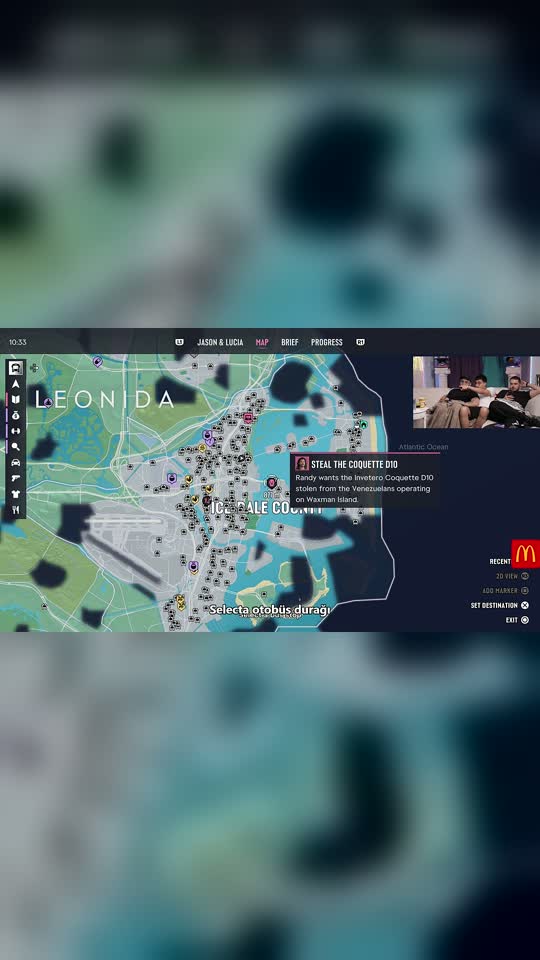 10:33
L1 JASON & LUCIA MAP BRIEF PROGRESS R1
LEONIDA
Atlantic Ocean
STEAL THE COQUETTE D10
Randy wants the Invetero Coquette D10
stolen from the Venezuelans operating
on Waxman Island.
RECENT
2D VIEW
ADD MARKER
SET DESTINATION
EXIT
Selecta otobüs durağı